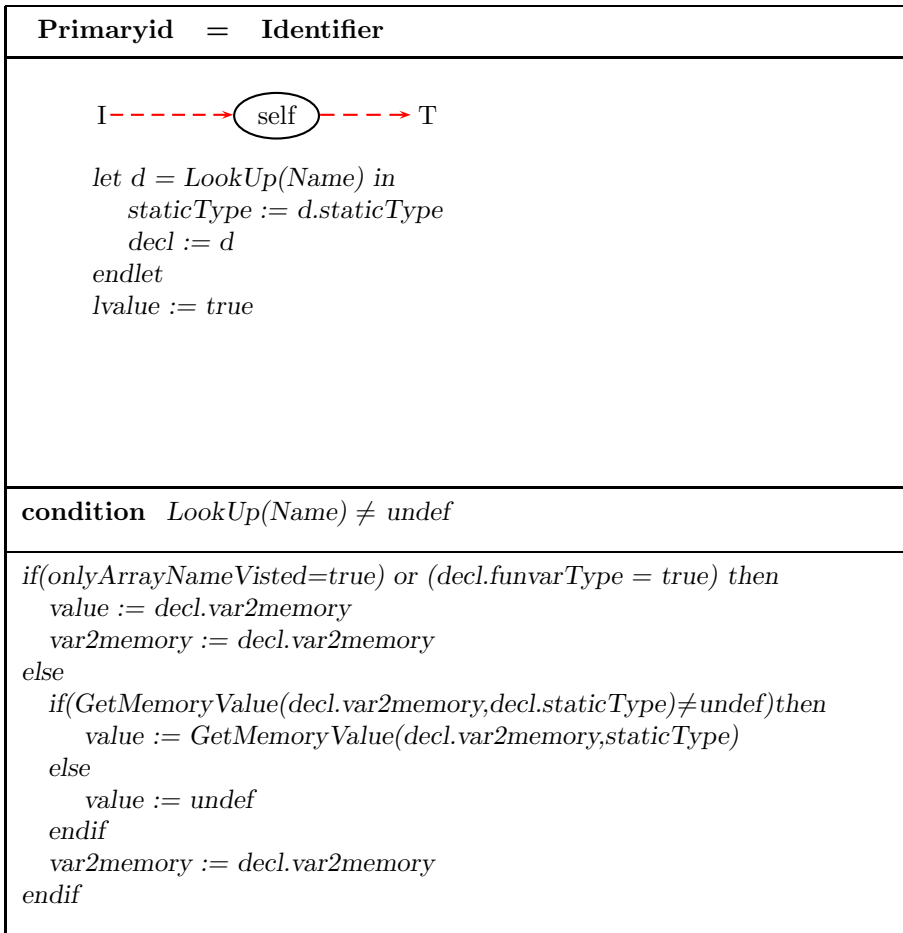 Primaryid = Identifier
I self T
let d = LookUp(Name) in
staticType := d.staticType
decl := d
endlet
lvalue := true
condition LookUp(Name) ≠ undef
if(onlyArrayNameVisted=true) or (decl.funvarType = true) then
value := decl.var2memory
var2memory := decl.var2memory
else
if(GetMemoryValue(decl.var2memory,decl.staticType)≠undef)then
value := GetMemoryValue(decl.var2memory,staticType)
else
value := undef
endif
var2memory := decl.var2memory
endif